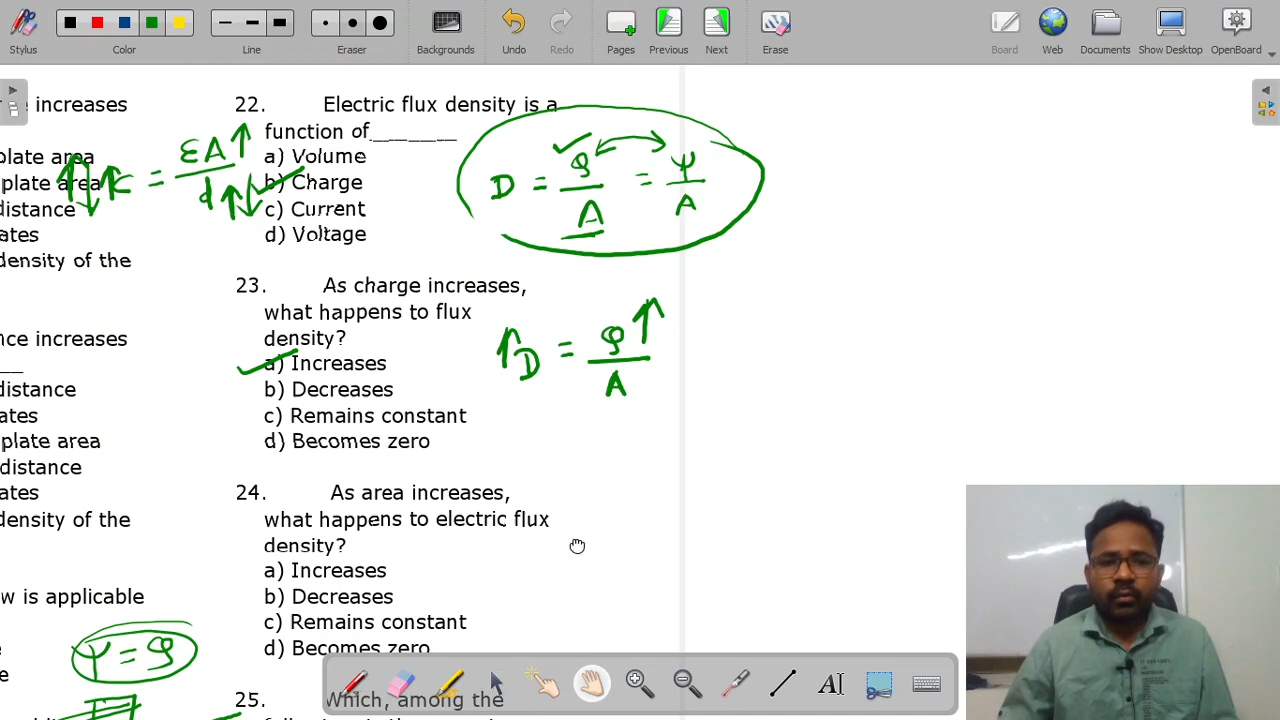 Stylus
Color
Line
Eraser
Backgrounds
Undo
Redo
Pages
Previous
Next
Erase
Board
Web
Documents
Show Desktop
OpenBoard
e increases
plate area
plate area
distance
ates
density of the
nce increases
distance
ates
plate area
distance
ates
density of the
w is applicable
e
C = εA / d
ψ = Q
22. Electric flux density is a
function of________
a) Volume
b) Charge
c) Current
d) Voltage
D = Q / A = ψ / A
23. As charge increases,
what happens to flux
density?
a) Increases
b) Decreases
c) Remains constant
d) Becomes zero
D = Q / A
24. As area increases,
what happens to electric flux
density?
a) Increases
b) Decreases
c) Remains constant
d) Becomes zero
25. Which, among the